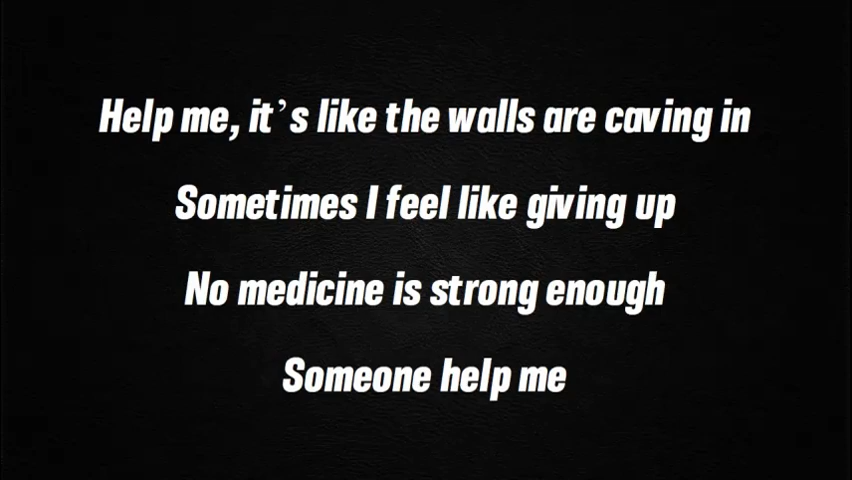 Help me, it’s like the walls are caving in
Sometimes I feel like giving up
No medicine is strong enough
Someone help me